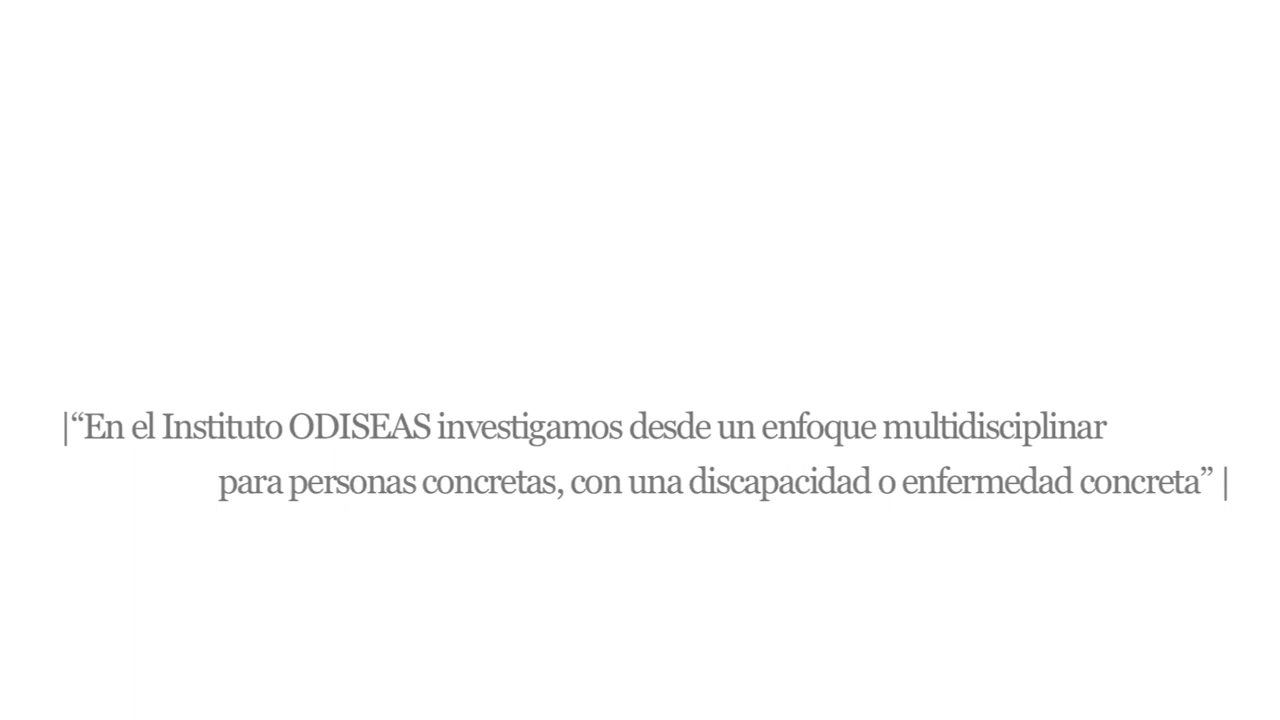 |“En el Instituto ODISEAS investigamos desde un enfoque multidisciplinar
para personas concretas, con una discapacidad o enfermedad concreta” |